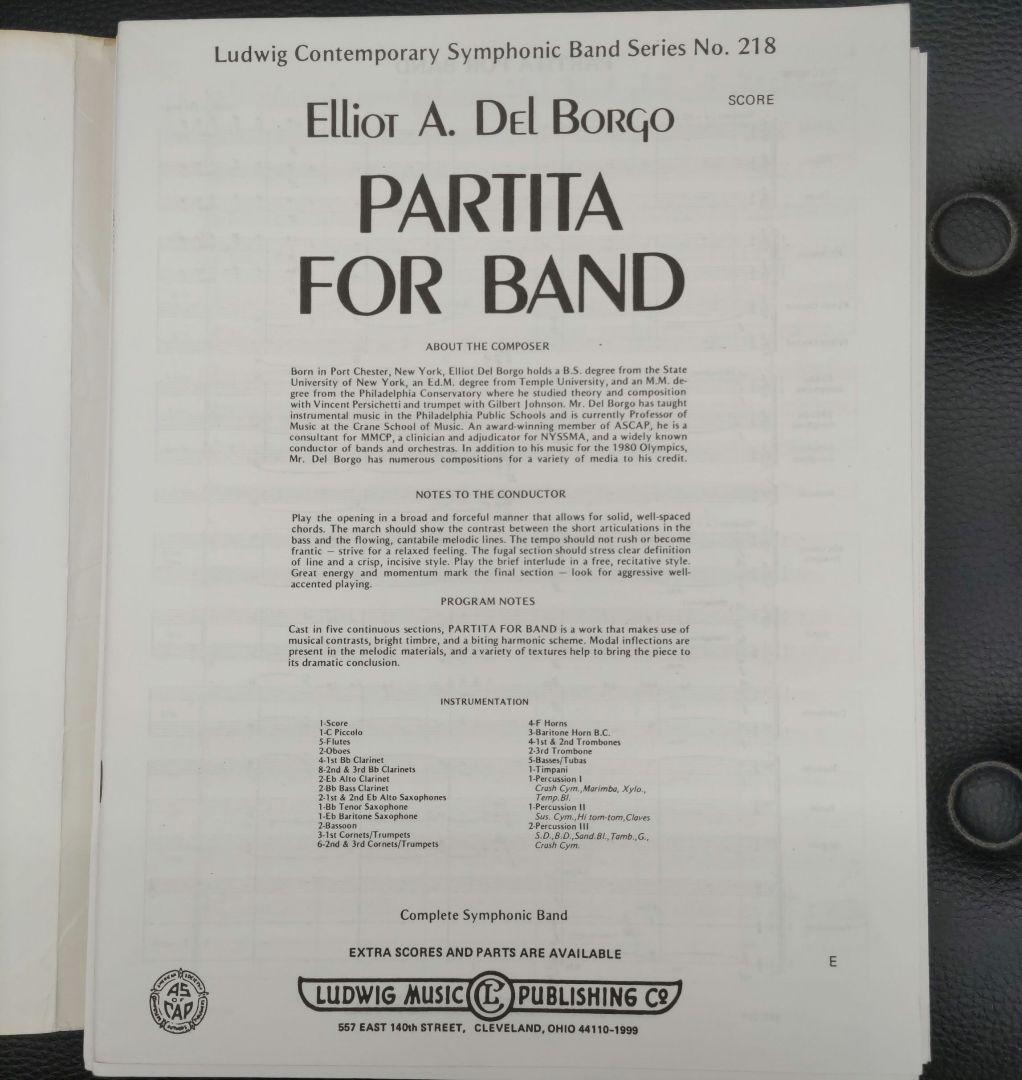 Ludwig Contemporary Symphonic Band Series No. 218
SCORE
Elliot A. Del Borgo
PARTITA
FOR BAND
ABOUT THE COMPOSER
Born in Port Chester, New York, Elliot Del Borgo holds a B.S. degree from the State
University of New York, an Ed.M. degree from Temple University, and an M.M. de-
gree from the Philadelphia Conservatory where he studied theory and composition
with Vincent Persichetti and trumpet with Gilbert Johnson. Mr. Del Borgo has taught
instrumental music in the Philadelphia Public Schools and is currently Professor of
Music at the Crane School of Music. An award-winning member of ASCAP, he is a
consultant for MMCP, a clinician and adjudicator for NYSSMA, and a widely known
conductor of bands and orchestras. In addition to his music for the 1980 Olympics,
Mr. Del Borgo has numerous compositions for a variety of media to his credit.
NOTES TO THE CONDUCTOR
Play the opening in a broad and forceful manner that allows for solid, well-spaced
chords. The march should show the contrast between the short articulations in the
bass and the flowing, cantabile melodic lines. The tempo should not rush or become
frantic — strive for a relaxed feeling. The fugal section should stress clear definition
of line and a crisp, incisive style. Play the brief interlude in a free, recitative style.
Great energy and momentum mark the final section — look for aggressive well-
accented playing.
PROGRAM NOTES
Cast in five continuous sections, PARTITA FOR BAND is a work that makes use of
musical contrasts, bright timbre, and a biting harmonic scheme. Modal inflections are
present in the melodic materials, and a variety of textures help to bring the piece to
its dramatic conclusion.
INSTRUMENTATION
1-Score
1-C Piccolo
5-Flutes
2-Oboes
4-1st Bb Clarinet
8-2nd & 3rd Bb Clarinets
2-Eb Alto Clarinet
2-Bb Bass Clarinet
2-1st & 2nd Eb Alto Saxophones
1-Bb Tenor Saxophone
1-Eb Baritone Saxophone
2-Bassoon
3-1st Cornets/Trumpets
6-2nd & 3rd Cornets/Trumpets
4-F Horns
3-Baritone Horn B.C.
4-1st & 2nd Trombones
2-3rd Trombone
5-Basses/Tubas
1-Timpani
1-Percussion I
Crash Cym.,Marimba, Xylo.,
Temp.Bl.
1-Percussion II
Sus. Cym.,Hi tom-tom,Claves
2-Percussion III
S.D.,B.D.,Sand.Bl.,Tamb.,G.,
Crash Cym.
Complete Symphonic Band
EXTRA SCORES AND PARTS ARE AVAILABLE
E
AS
OF
CAP
LUDWIG MUSIC L PUBLISHING Co
557 EAST 140th STREET, CLEVELAND, OHIO 44110-1999